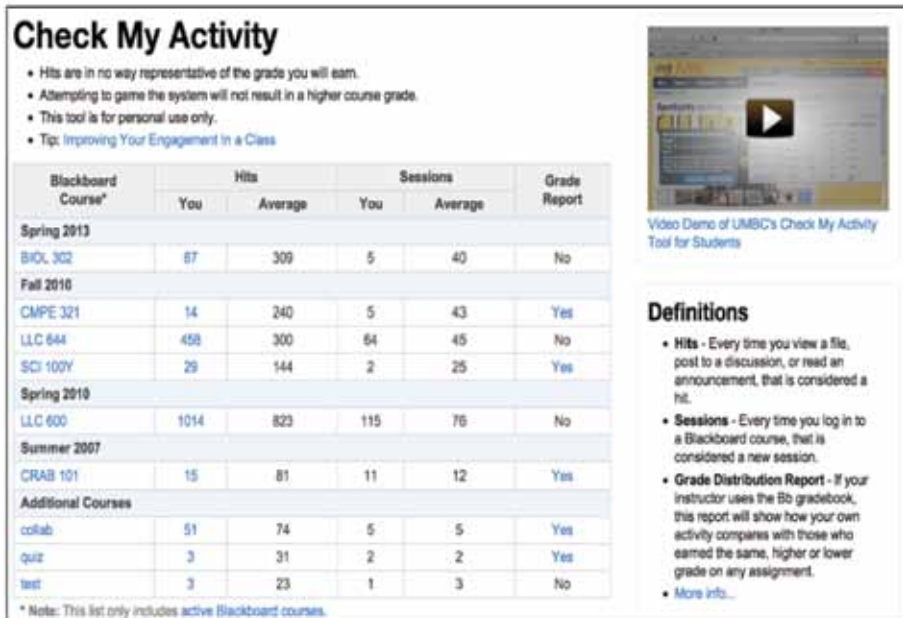 Check My Activity
• Hits are in no way representative of the grade you will earn.
• Attempting to game the system will not result in a higher course grade.
• This tool is for personal use only.
• Tip: Improving Your Engagement In a Class
Blackboard Course* Hits Sessions Grade Report
You Average You Average
Spring 2013
BIOL 302 67 309 5 40 No
Fall 2010
CMPE 321 14 240 5 43 Yes
LLC 644 458 300 64 45 No
SCI 100Y 29 144 2 25 Yes
Spring 2010
LLC 600 1014 823 115 76 No
Summer 2007
CRAB 101 15 81 11 12 Yes
Additional Courses
collab 51 74 5 5 Yes
quiz 3 31 2 2 Yes
test 3 23 1 3 No
* Note: This list only includes active Blackboard courses.
Video Demo of UMBC's Check My Activity
Tool for Students
Definitions
• Hits - Every time you view a file,
post to a discussion, or read an
announcement, that is considered a
hit.
• Sessions - Every time you log in to
a Blackboard course, that is
considered a new session.
• Grade Distribution Report - If your
instructor uses the Bb gradebook,
this report will show how your own
activity compares with those who
earned the same, higher or lower
grade on any assignment.
• More info...